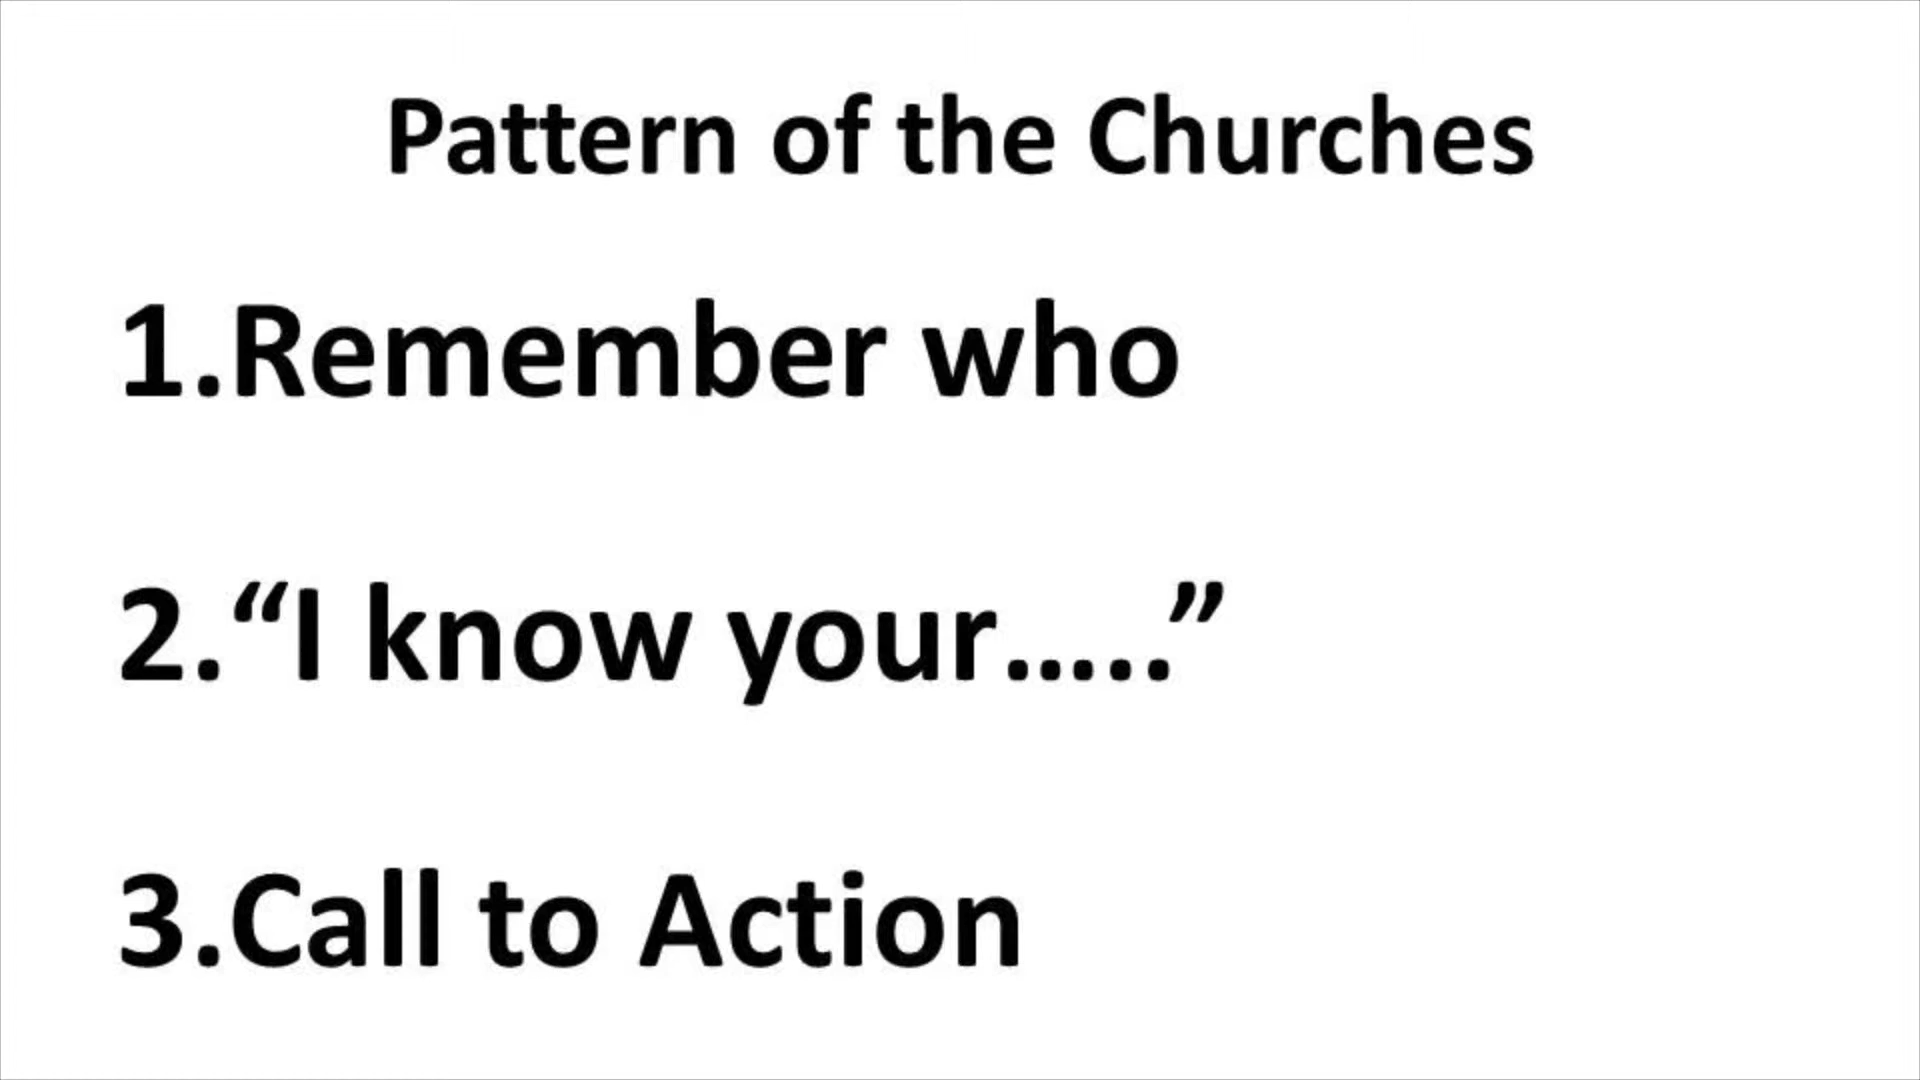 Pattern of the Churches
1.Remember who
2.“I know your…..”
3.Call to Action